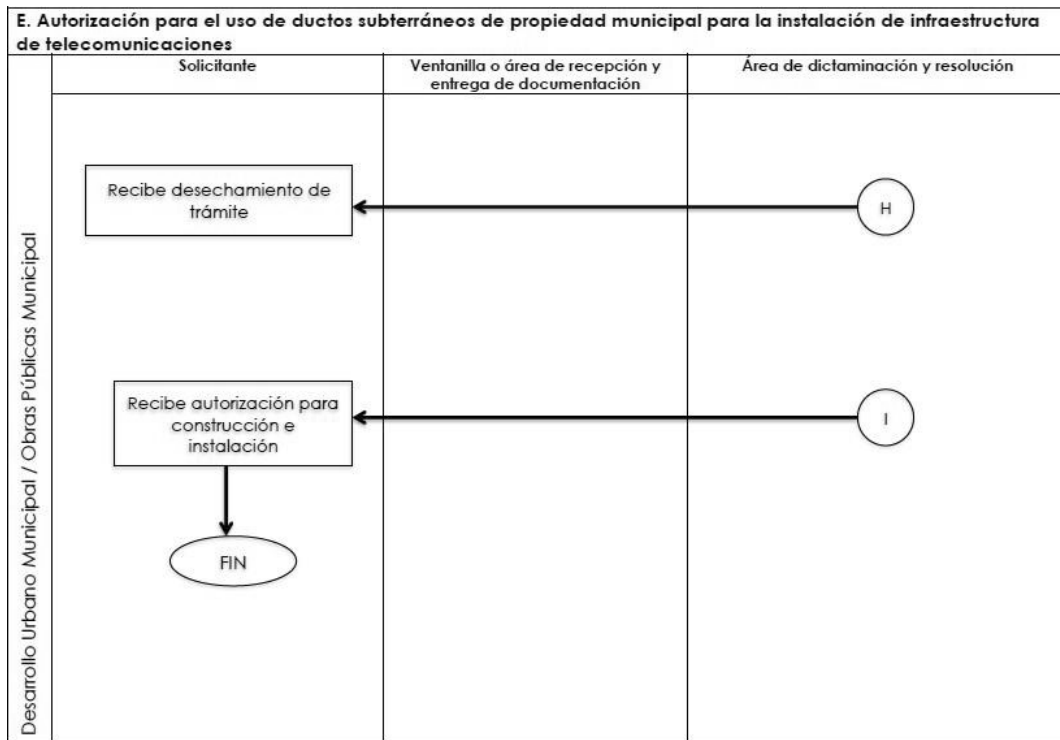 E. Autorización para el uso de ductos subterráneos de propiedad municipal para la instalación de infraestructura
de telecomunicaciones
Solicitante
Ventanilla o área de recepción y
entrega de documentación
Área de dictaminación y resolución
Desarrollo Urbano Municipal / Obras Públicas Municipal
Recibe desechamiento de
trámite
H
Recibe autorización para
construcción e
instalación
I
FIN